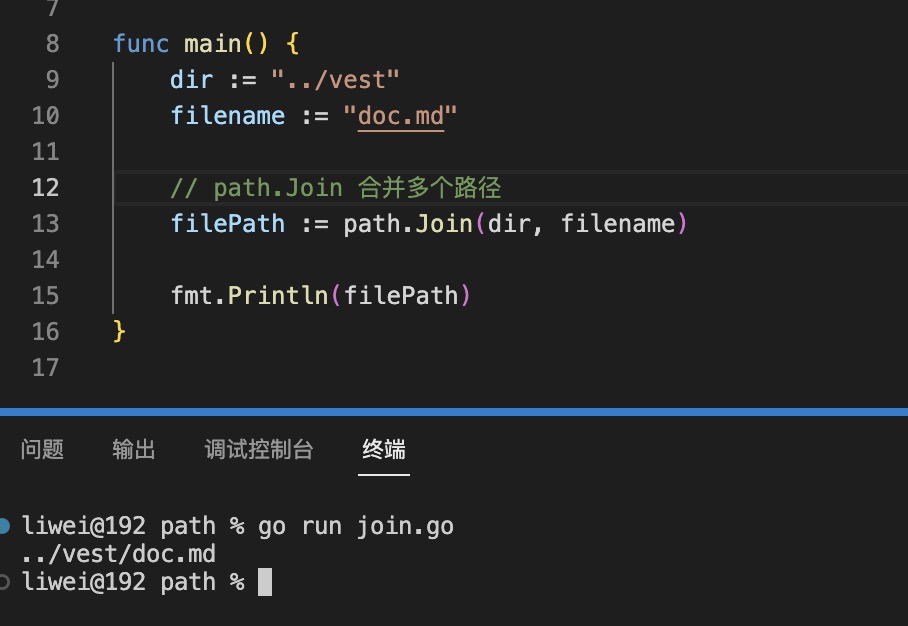 7
8 func main() {
9 dir := "../vest"
10 filename := "doc.md"
11
12 // path.Join 合并多个路径
13 filePath := path.Join(dir, filename)
14
15 fmt.Println(filePath)
16 }
17
问题 输出 调试控制台 终端
liwei@192 path % go run join.go
../vest/doc.md
liwei@192 path %